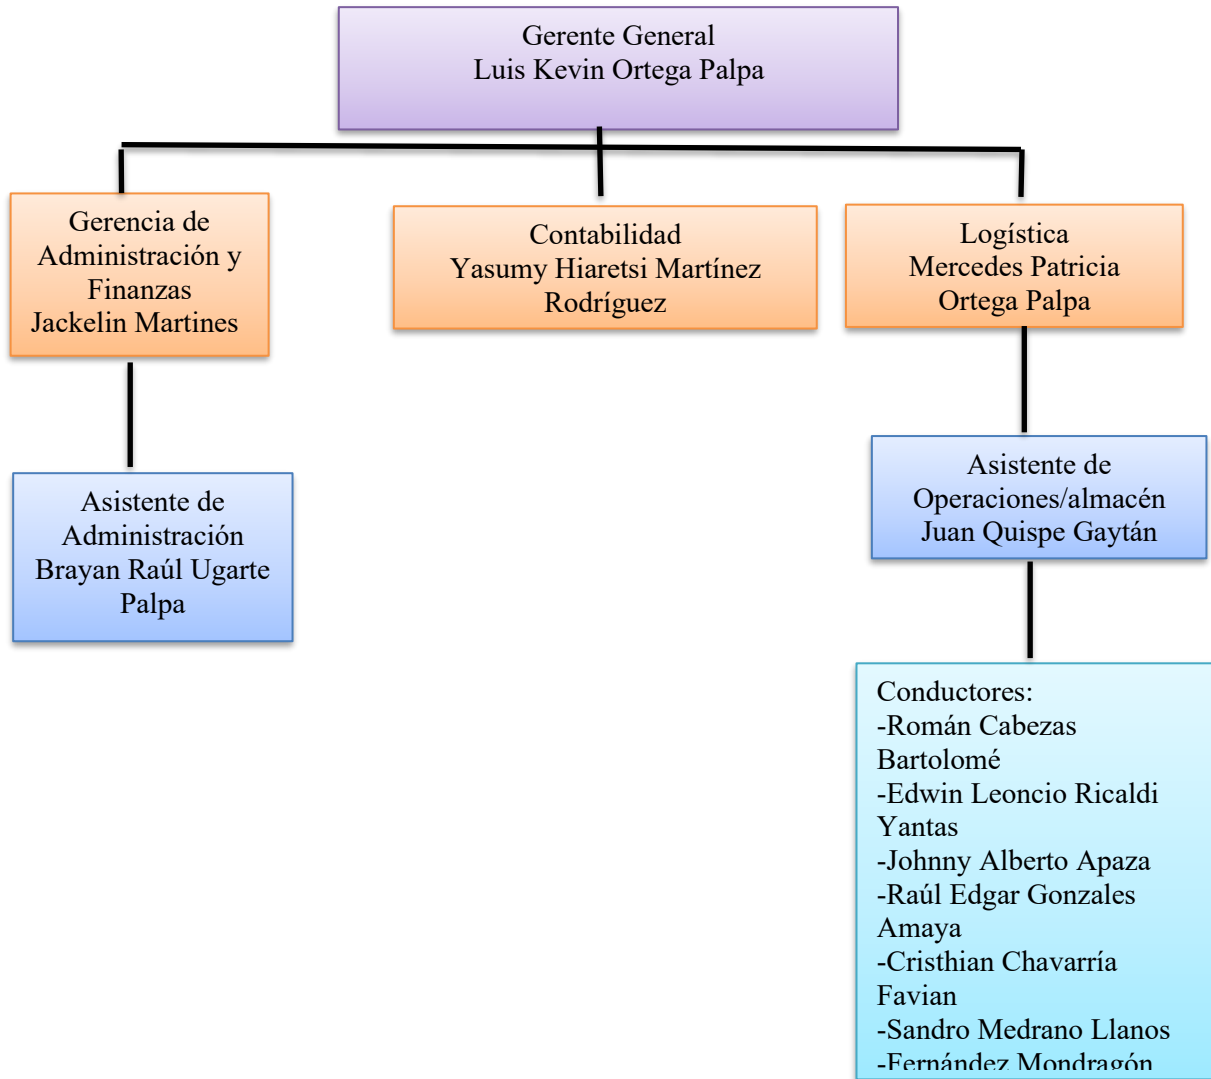 Gerente General
Luis Kevin Ortega Palpa
Gerencia de
Administración y
Finanzas
Jackelin Martines
Contabilidad
Yasumy Hiaretsi Martínez
Rodríguez
Logística
Mercedes Patricia
Ortega Palpa
Asistente de
Administración
Brayan Raúl Ugarte
Palpa
Asistente de
Operaciones/almacén
Juan Quispe Gaytán
Conductores:
-Román Cabezas
Bartolomé
-Edwin Leoncio Ricaldi
Yantas
-Johnny Alberto Apaza
-Raúl Edgar Gonzales
Amaya
-Cristhian Chavarría
Favian
-Sandro Medrano Llanos
-Fernández Mondragón